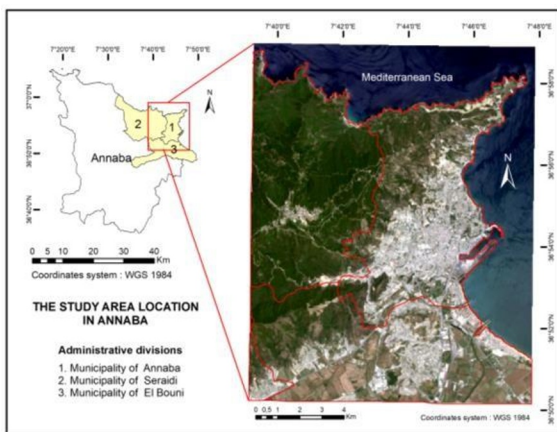 7°20'0"E 7°30'0"E 7°40'0"E 7°50'0"E
7°40'0"E 7°42'0"E 7°44'0"E 7°46'0"E 7°48'0"E
Mediterranean Sea
N
2
1
3
Annaba
N
0 5 10 20 30 40
Km
Coordinates system : WGS 1984
THE STUDY AREA LOCATION
IN ANNABA
Administrative divisions
1. Municipality of Annaba
2. Municipality of Seraidi
3. Municipality of El Bouni
0 0.5 1 2 3 4
Km
Coordinates system : WGS 1984